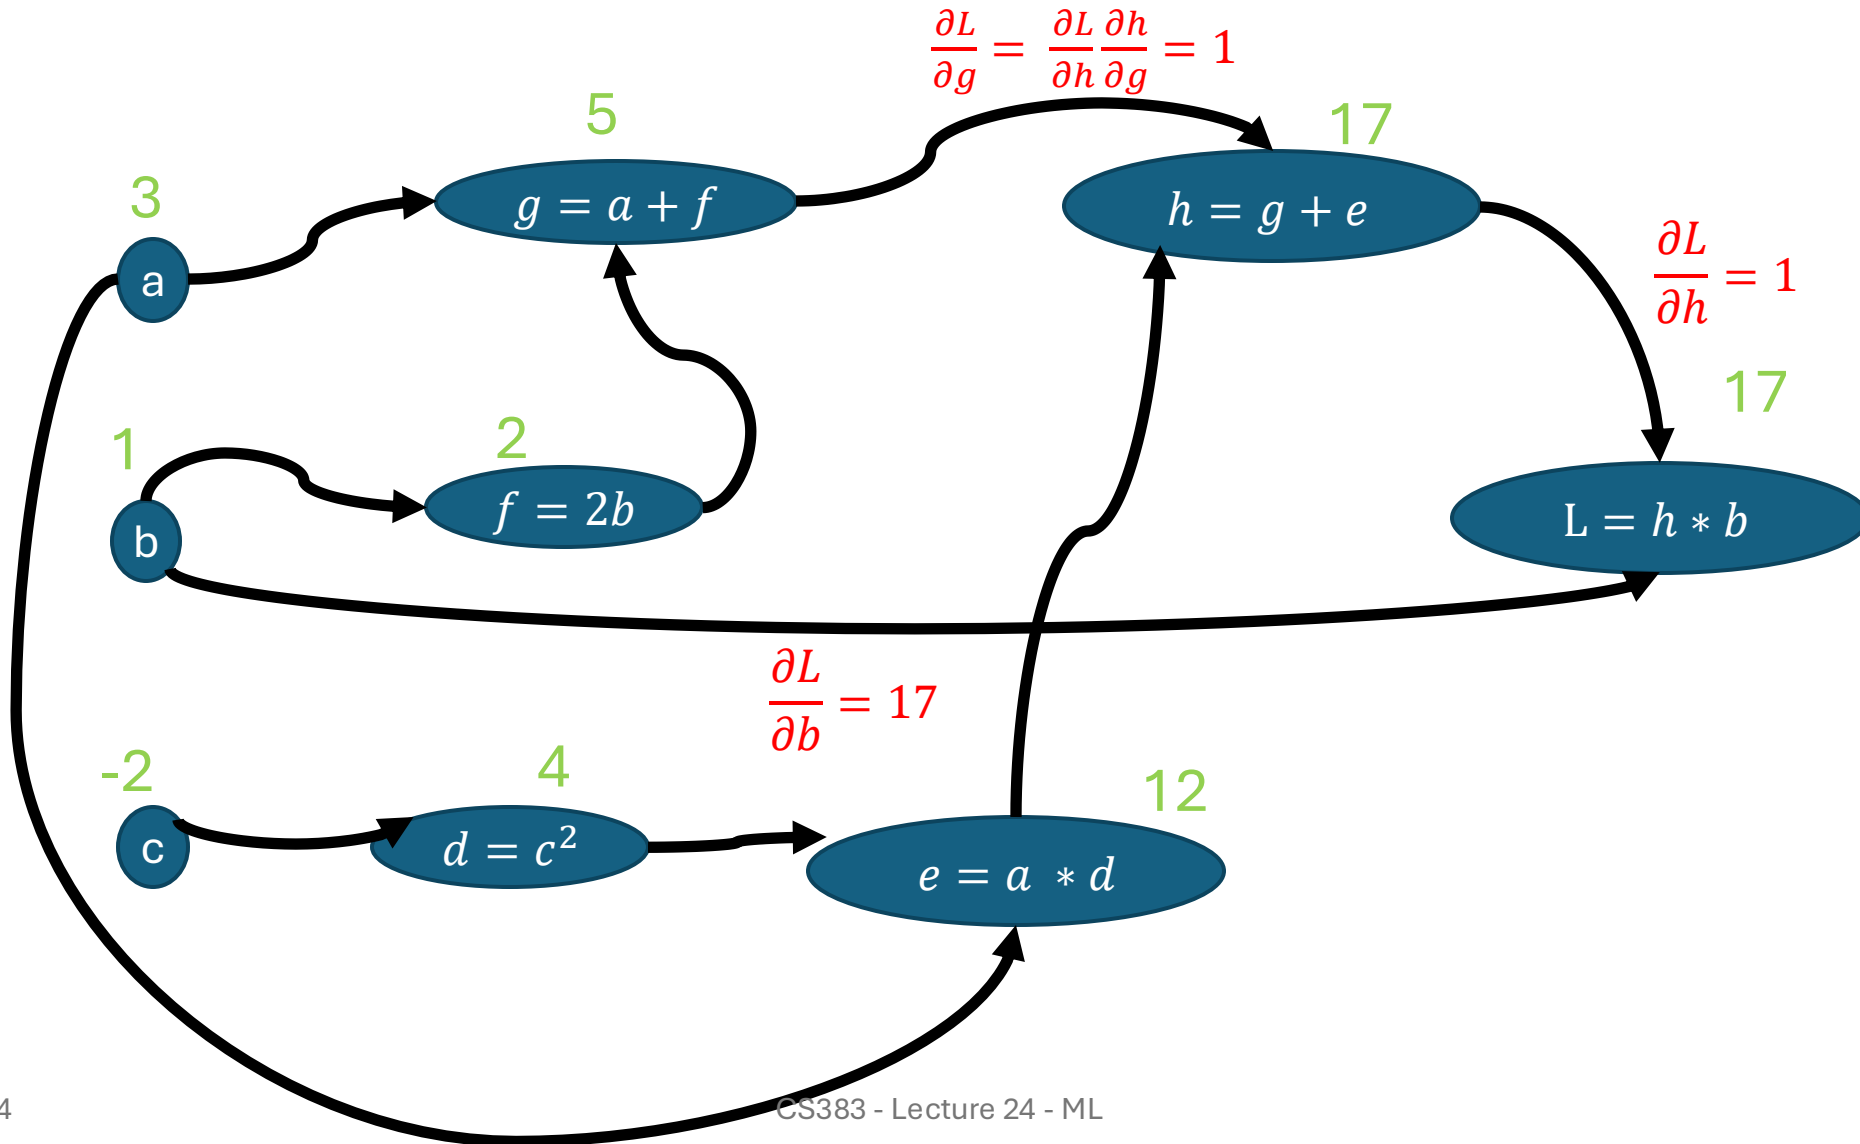 ∂L/∂g = ∂L/∂h ∂h/∂g = 1
5
17
3
g = a + f
h = g + e
a
∂L/∂h = 1
17
1
2
f = 2b
b
L = h * b
∂L/∂b = 17
-2
4
12
c
d = c²
e = a * d
4
CS383 - Lecture 24 - ML